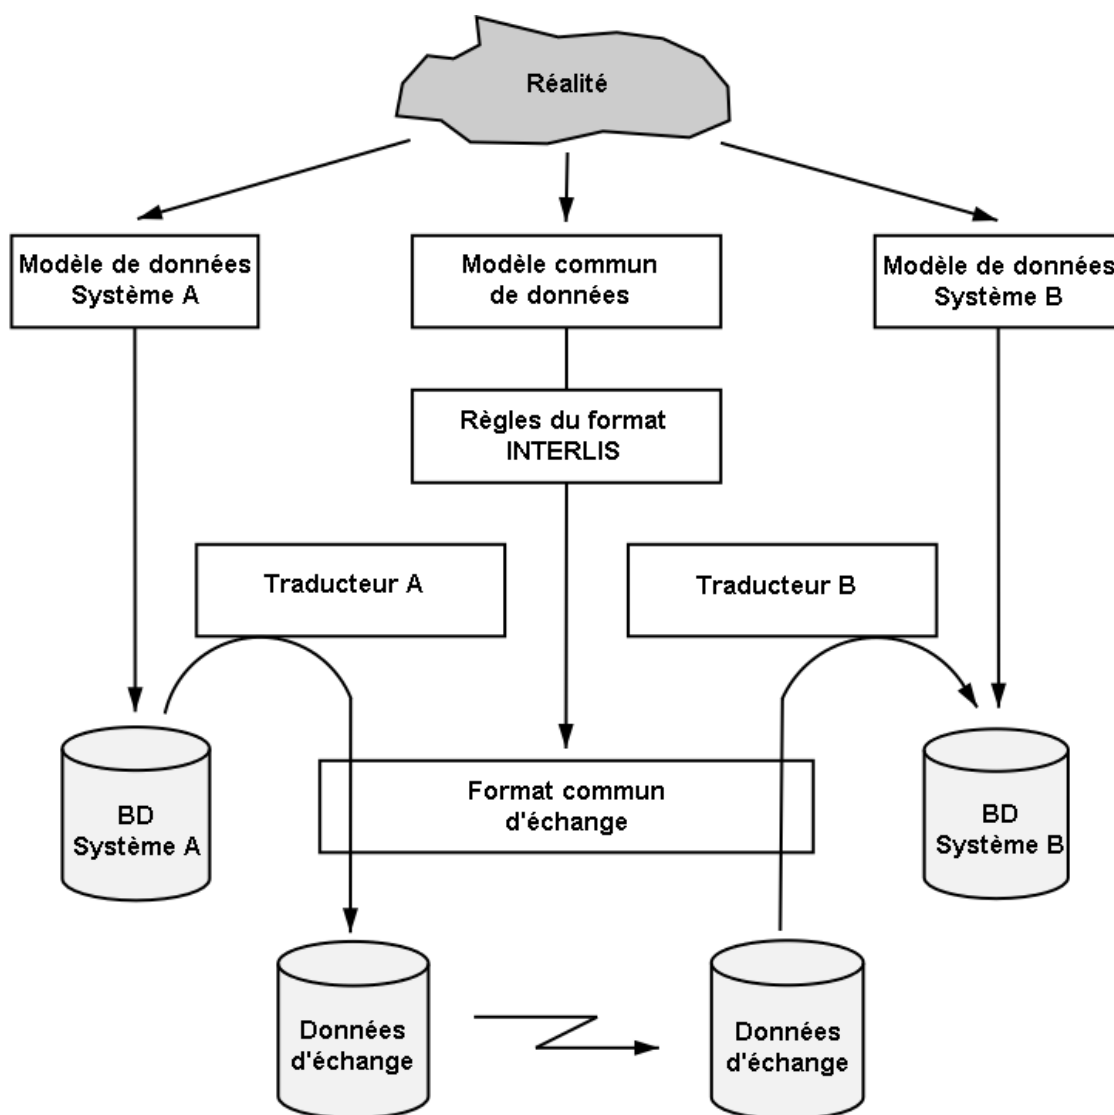 Réalité
Modèle de données
Système A
Modèle commun
de données
Modèle de données
Système B
Règles du format
INTERLIS
Traducteur A
Traducteur B
BD
Système A
Format commun
d'échange
BD
Système B
Données
d'échange
Données
d'échange